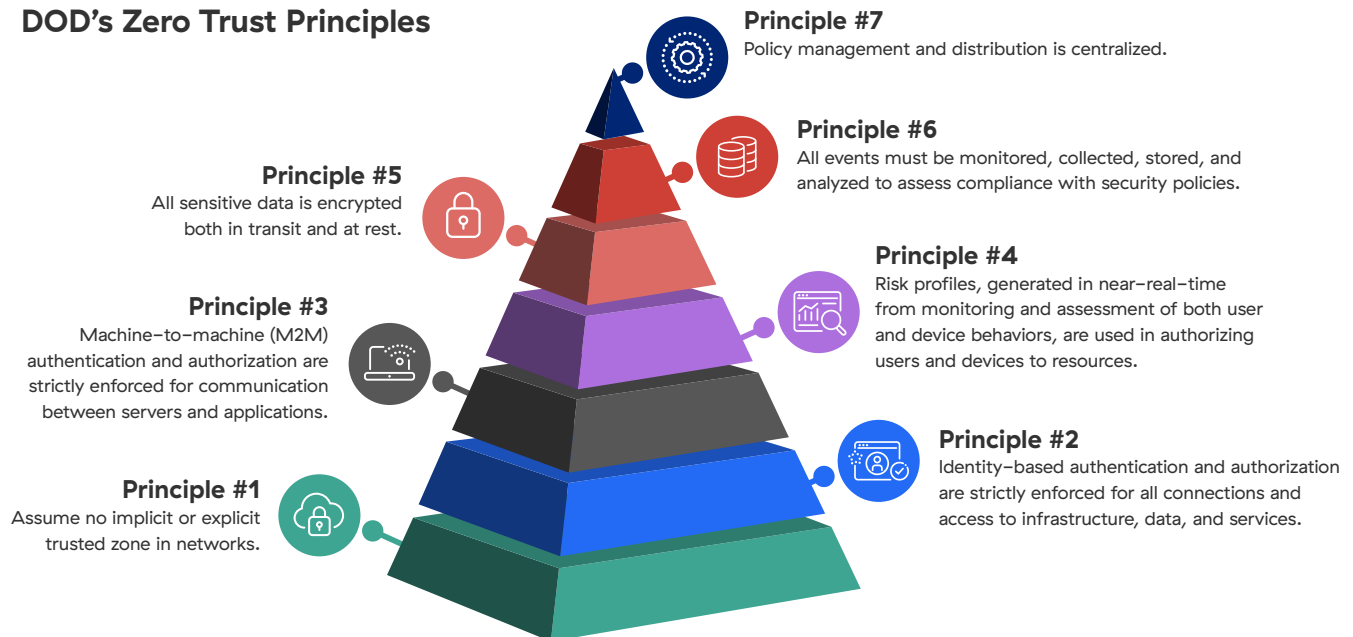 DOD's Zero Trust Principles
Principle #7
Policy management and distribution is centralized.
Principle #6
All events must be monitored, collected, stored, and
analyzed to assess compliance with security policies.
Principle #5
All sensitive data is encrypted
both in transit and at rest.
Principle #4
Risk profiles, generated in near-real-time
from monitoring and assessment of both user
and device behaviors, are used in authorizing
users and devices to resources.
Principle #3
Machine-to-machine (M2M)
authentication and authorization are
strictly enforced for communication
between servers and applications.
Principle #2
Identity-based authentication and authorization
are strictly enforced for all connections and
access to infrastructure, data, and services.
Principle #1
Assume no implicit or explicit
trusted zone in networks.